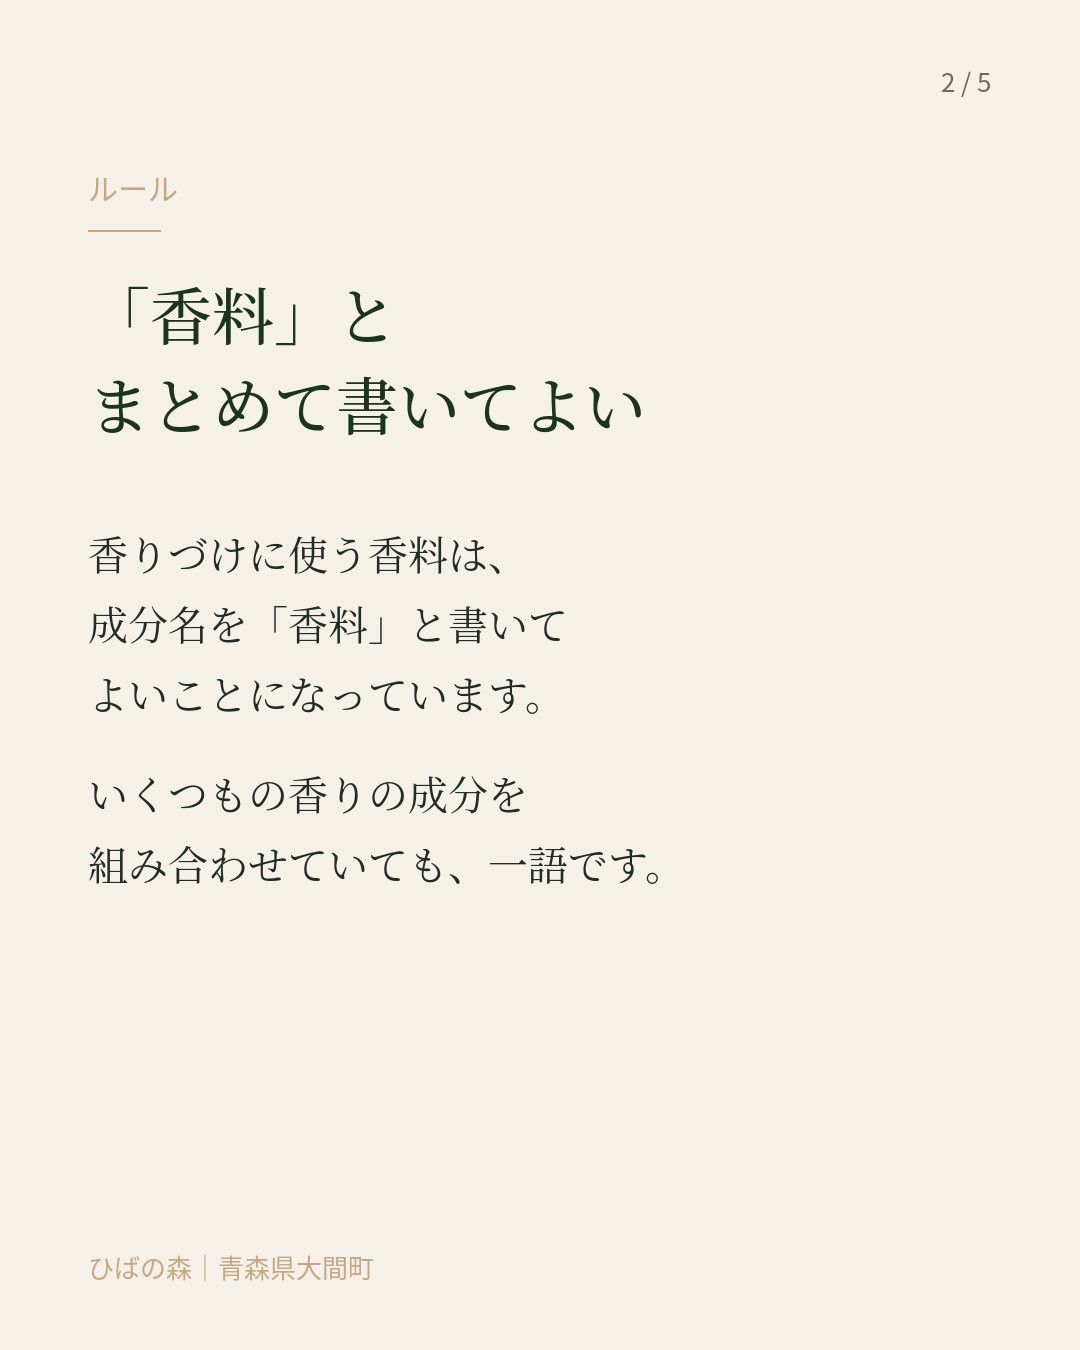 2 / 5
ルール
「香料」と
まとめて書いてよい
香りづけに使う香料は、
成分名を「香料」と書いて
よいことになっています。
いくつもの香りの成分を
組み合わせていても、一語です。
ひばの森｜青森県大間町